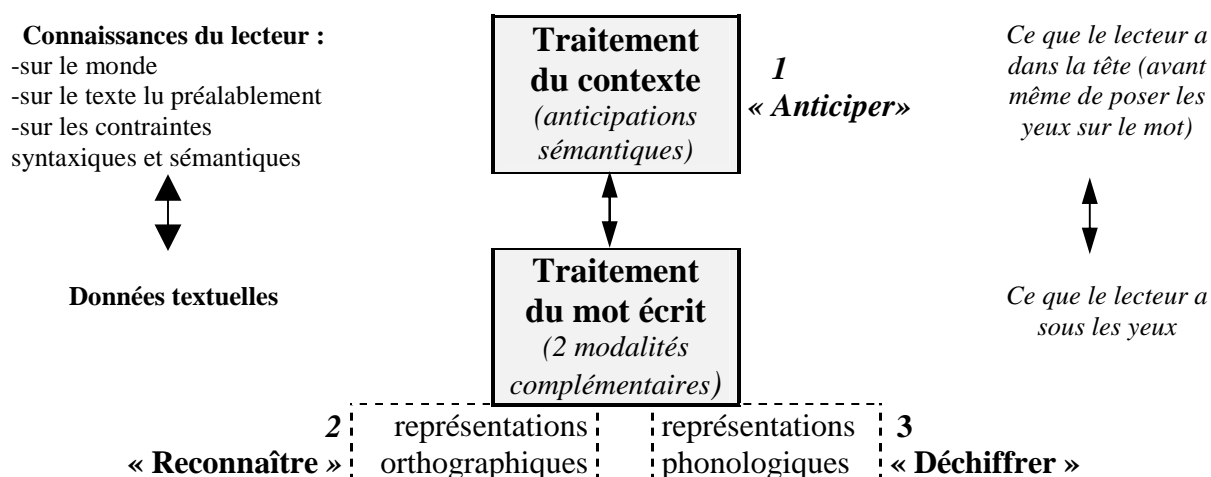 Connaissances du lecteur :
-sur le monde
-sur le texte lu préalablement
-sur les contraintes
syntaxiques et sémantiques
Données textuelles
Traitement
du contexte
(anticipations
sémantiques)
1
« Anticiper»
Ce que le lecteur a
dans la tête (avant
même de poser les
yeux sur le mot)
Traitement
du mot écrit
(2 modalités
complémentaires)
Ce que le lecteur a
sous les yeux
2
« Reconnaître »
représentations
orthographiques
représentations
phonologiques
3
« Déchiffrer »